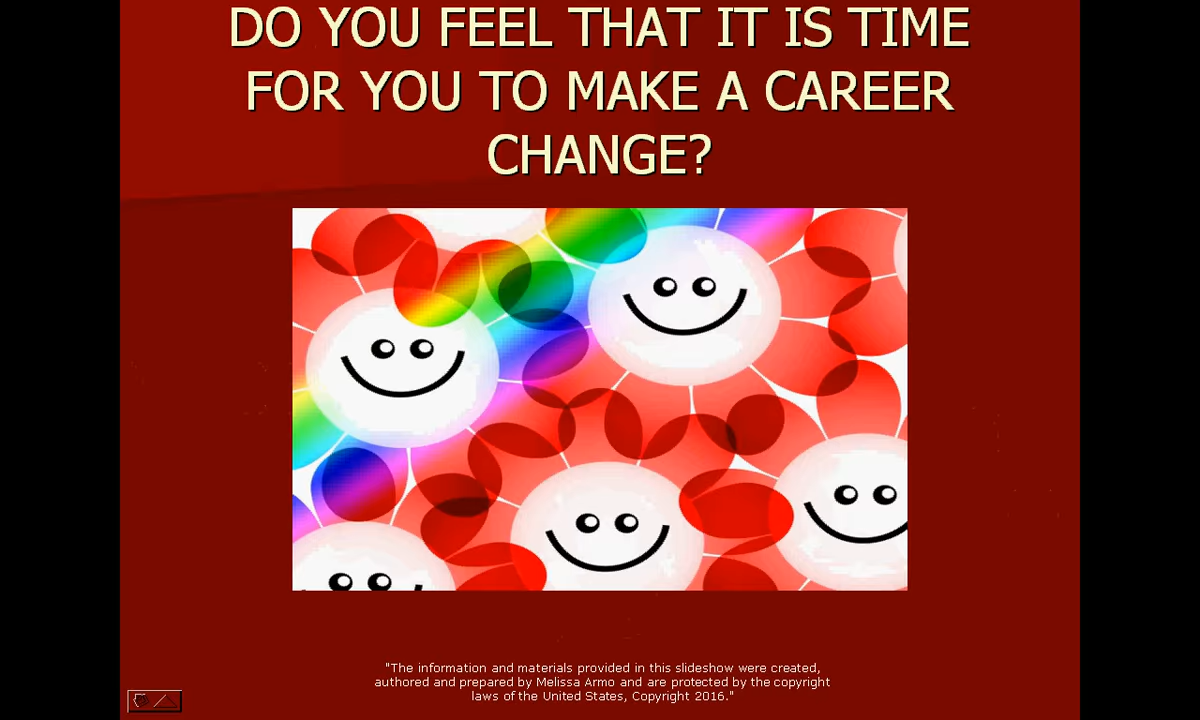 DO YOU FEEL THAT IT IS TIME
FOR YOU TO MAKE A CAREER
CHANGE?
"The information and materials provided in this slideshow were created,
authored and prepared by Melissa Armo and are protected by the copyright
laws of the United States, Copyright 2016."